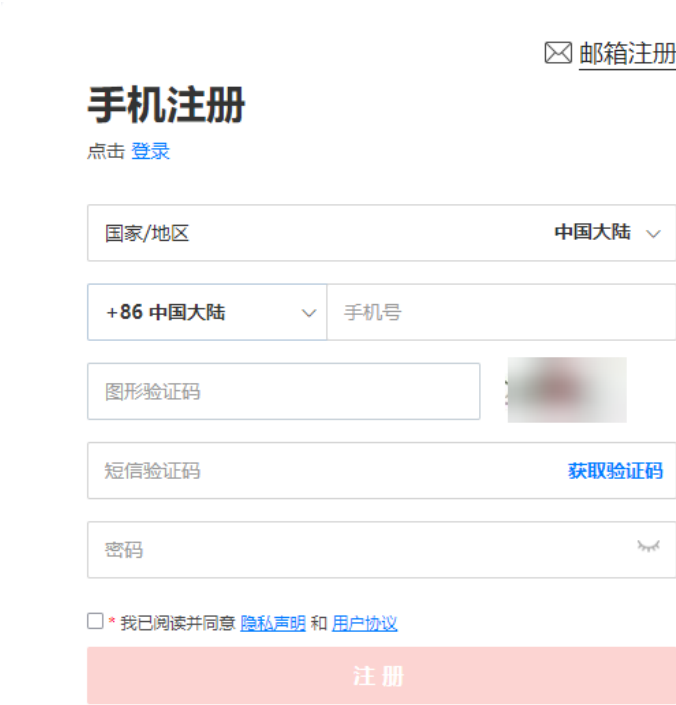 邮箱注册
手机注册
点击 登录
国家/地区 中国大陆
+86 中国大陆 手机号
图形验证码
短信验证码 获取验证码
密码
* 我已阅读并同意 隐私声明 和 用户协议
注 册